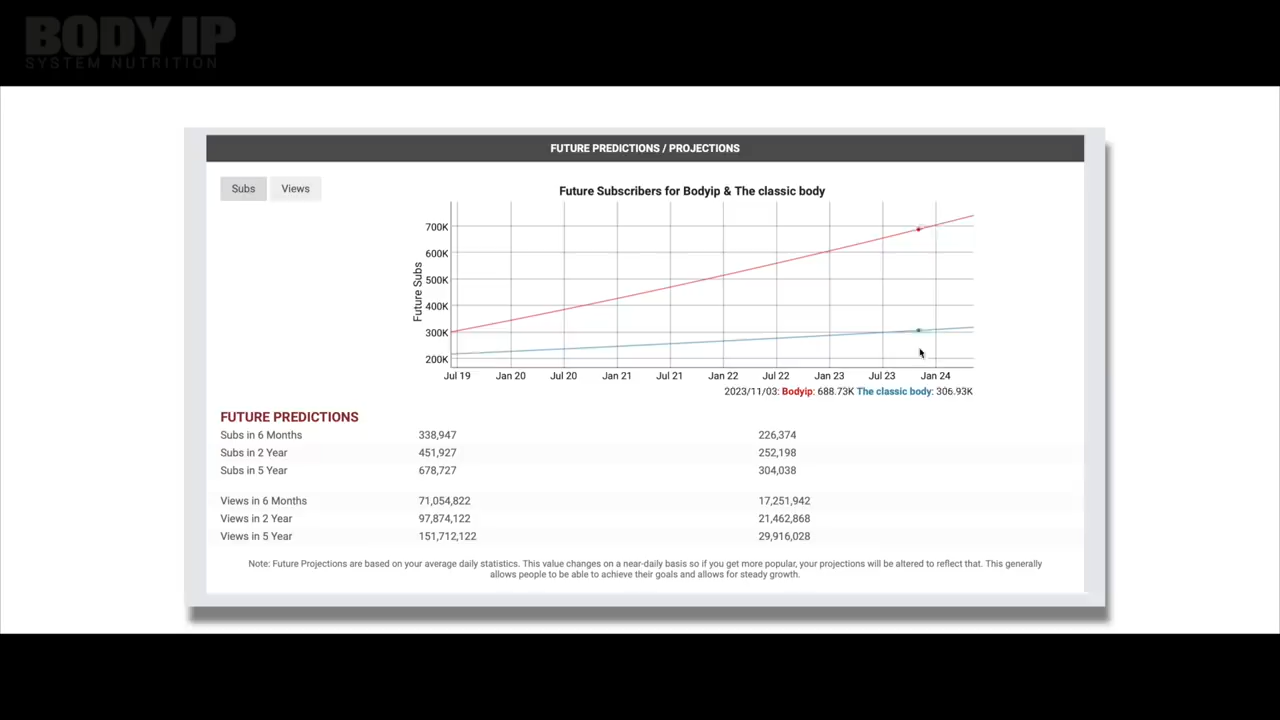 BODY IP
SYSTEM NUTRITION
FUTURE PREDICTIONS / PROJECTIONS
Subs Views
Future Subscribers for Bodyip & The classic body
Future Subs
700K
600K
500K
400K
300K
200K
Jul 19 Jan 20 Jul 20 Jan 21 Jul 21 Jan 22 Jul 22 Jan 23 Jul 23 Jan 24
2023/11/03: Bodyip: 688.73K The classic body: 306.93K
FUTURE PREDICTIONS
Subs in 6 Months 338,947 226,374
Subs in 2 Year 451,927 252,198
Subs in 5 Year 678,727 304,038
Views in 6 Months 71,054,822 17,251,942
Views in 2 Year 97,874,122 21,462,868
Views in 5 Year 151,712,122 29,916,028
Note: Future Projections are based on your average daily statistics. This value changes on a near-daily basis so if you get more popular, your projections will be altered to reflect that. This generally
allows people to be able to achieve their goals and allows for steady growth.